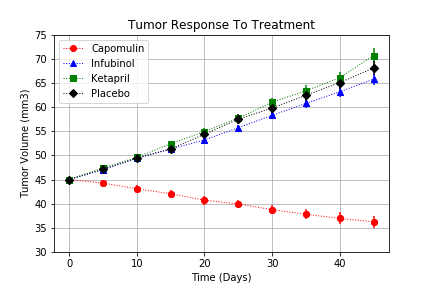 Tumor Response To Treatment
75
70
65
60
55
50
45
40
35
30
Tumor Volume (mm3)
Capomulin
Infubinol
Ketapril
Placebo
0 10 20 30 40
Time (Days)